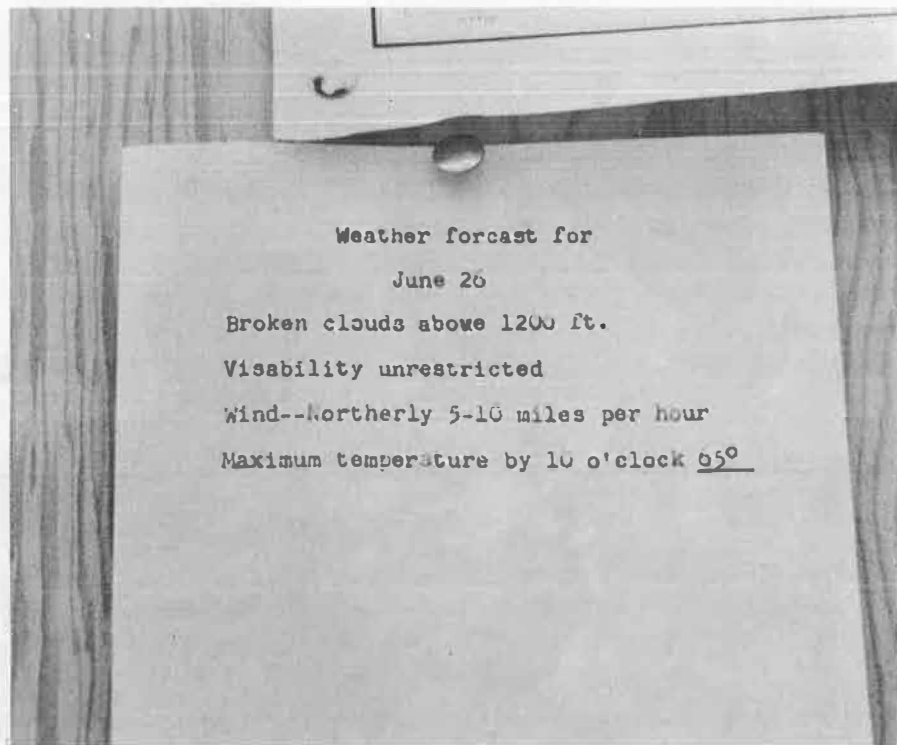 Weather forcast for
June 26
Broken clouds above 1200 ft.
Visability unrestricted
Wind--Northerly 5-10 miles per hour
Maximum temperature by 10 o'clock 65°